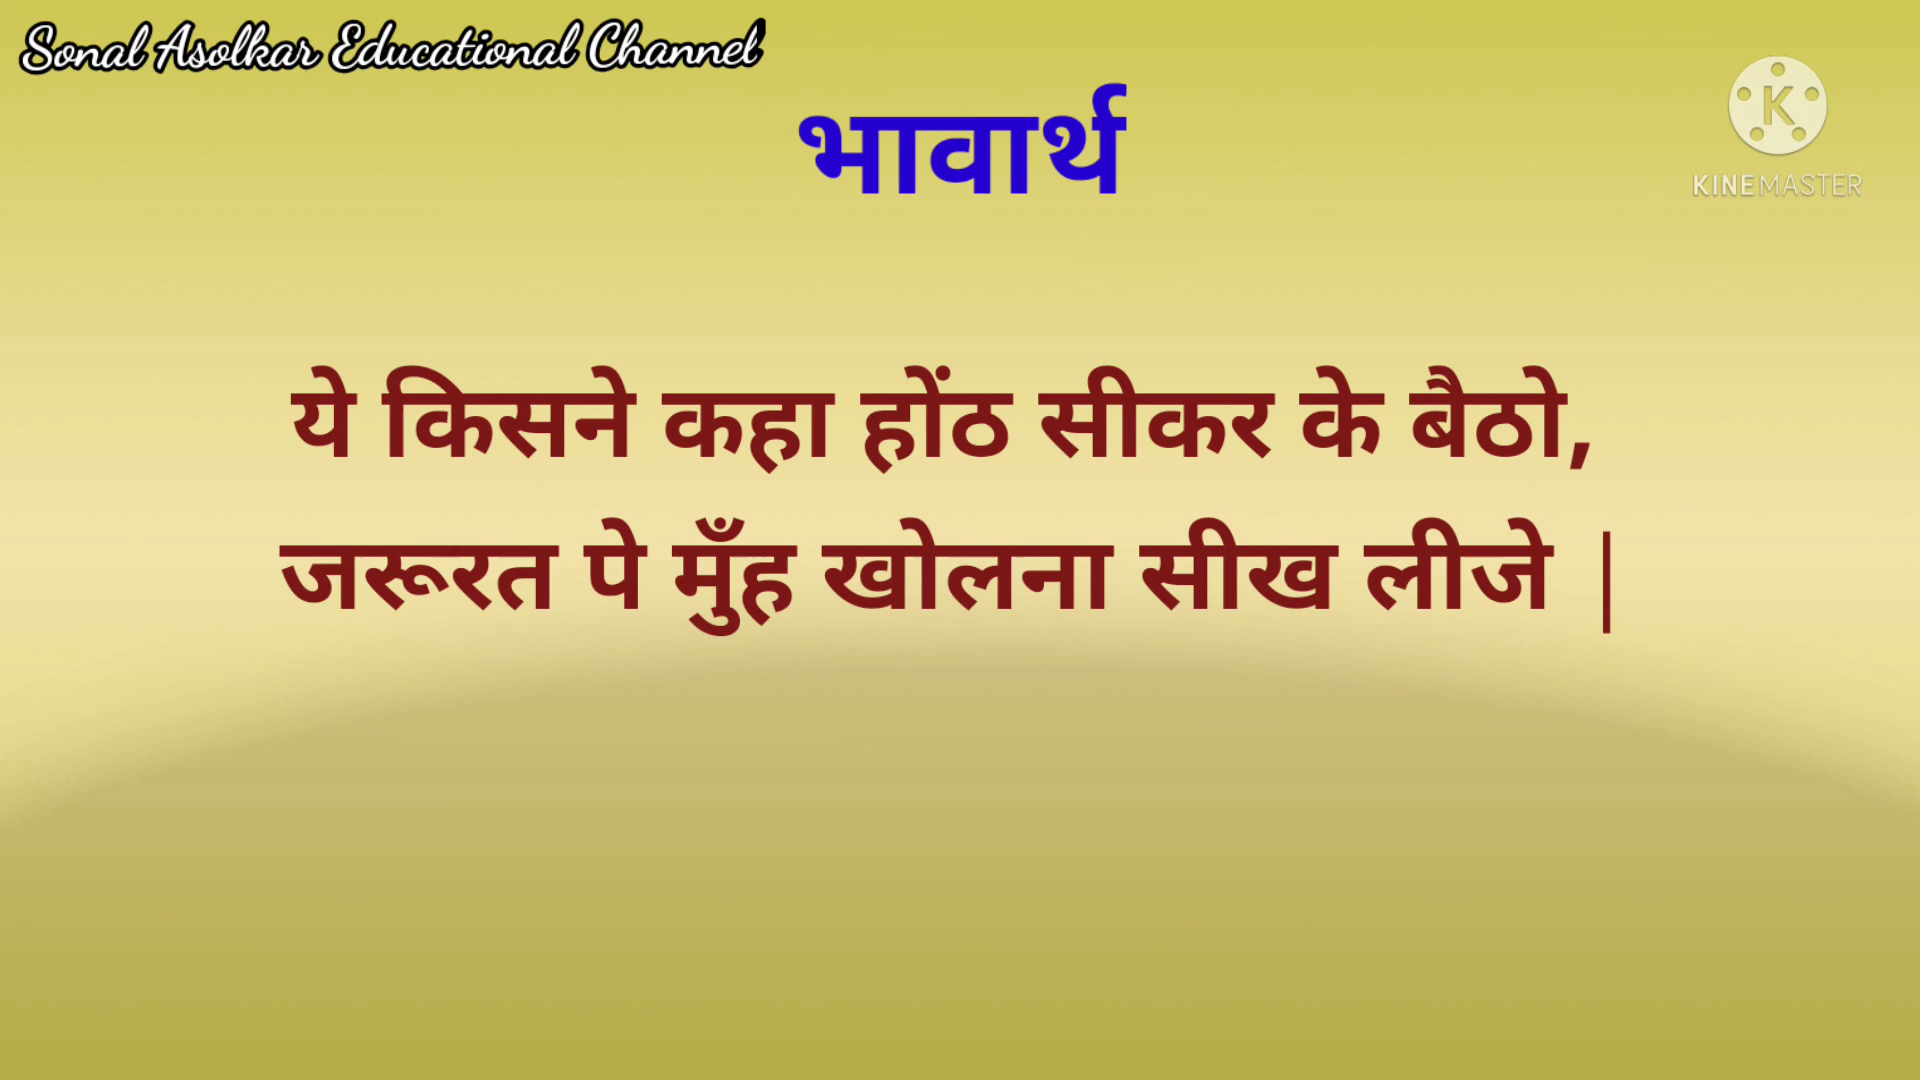 Sonal Asolkar Educational Channel
KINEMASTER
भावार्थ
ये किसने कहा होंठ सीकर के बैठो,
जरूरत पे मुँह खोलना सीख लीजे |